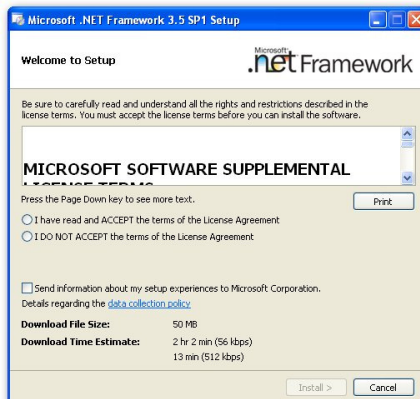 Microsoft .NET Framework 3.5 SP1 Setup
Welcome to Setup
Microsoft
.net Framework
Be sure to carefully read and understand all the rights and restrictions described in the
license terms. You must accept the license terms before you can install the software.
MICROSOFT SOFTWARE SUPPLEMENTAL
LICENSE TERMS
Press the Page Down key to see more text.
Print
I have read and ACCEPT the terms of the License Agreement
I DO NOT ACCEPT the terms of the License Agreement
Send information about my setup experiences to Microsoft Corporation.
Details regarding the data collection policy
Download File Size: 50 MB
Download Time Estimate: 2 hr 2 min (56 kbps)
13 min (512 kbps)
Install >
Cancel